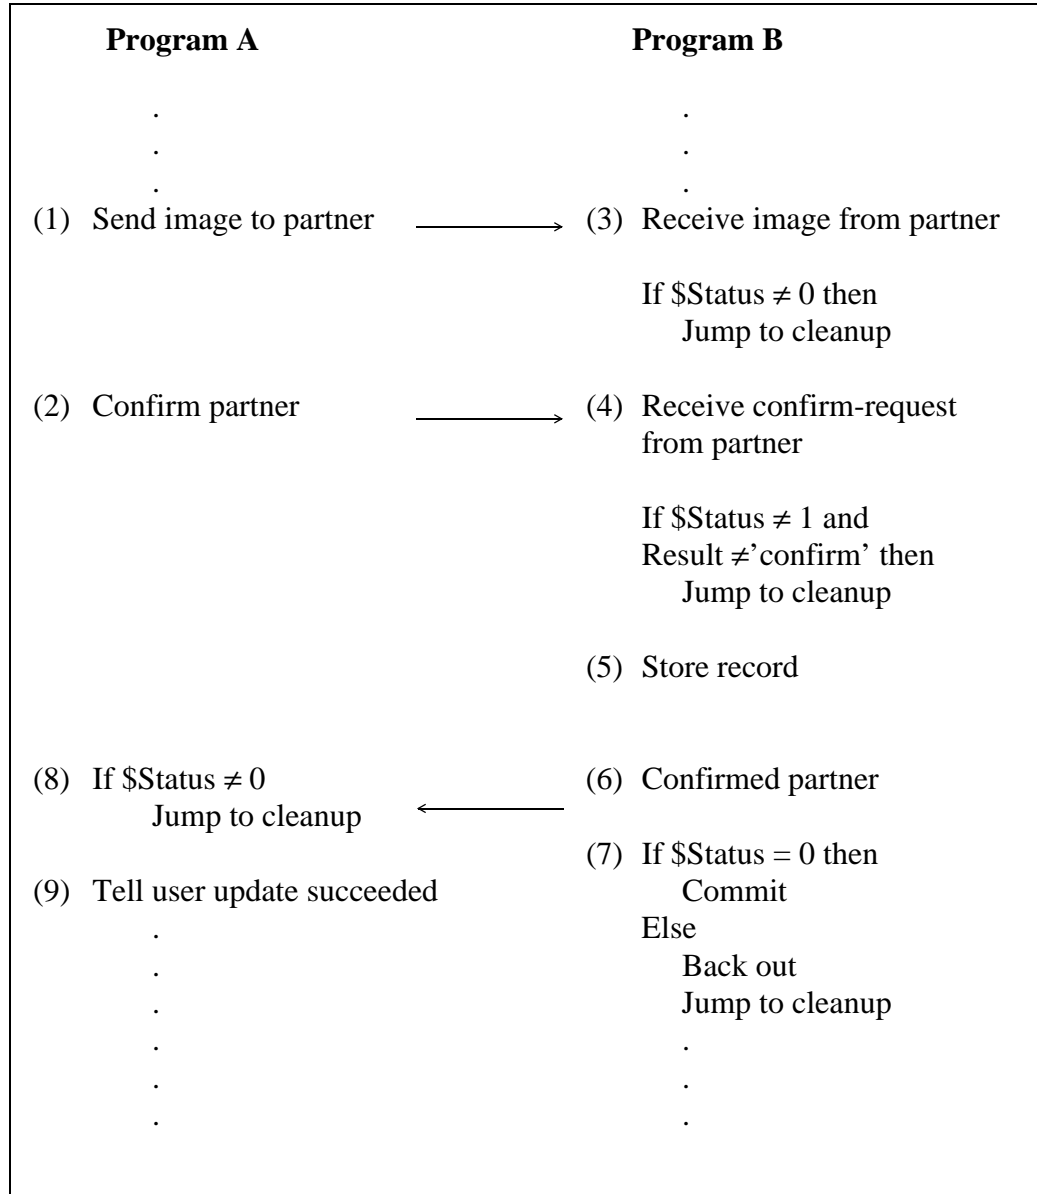 Program A
Program B
.
.
.
.
.
.
(1) Send image to partner
(3) Receive image from partner
If $Status ≠ 0 then
Jump to cleanup
(2) Confirm partner
(4) Receive confirm-request
from partner
If $Status ≠ 1 and
Result ≠’confirm’ then
Jump to cleanup
(5) Store record
(8) If $Status ≠ 0
Jump to cleanup
(6) Confirmed partner
(7) If $Status = 0 then
Commit
Else
Back out
Jump to cleanup
(9) Tell user update succeeded
.
.
.
.
.
.
.
.
.